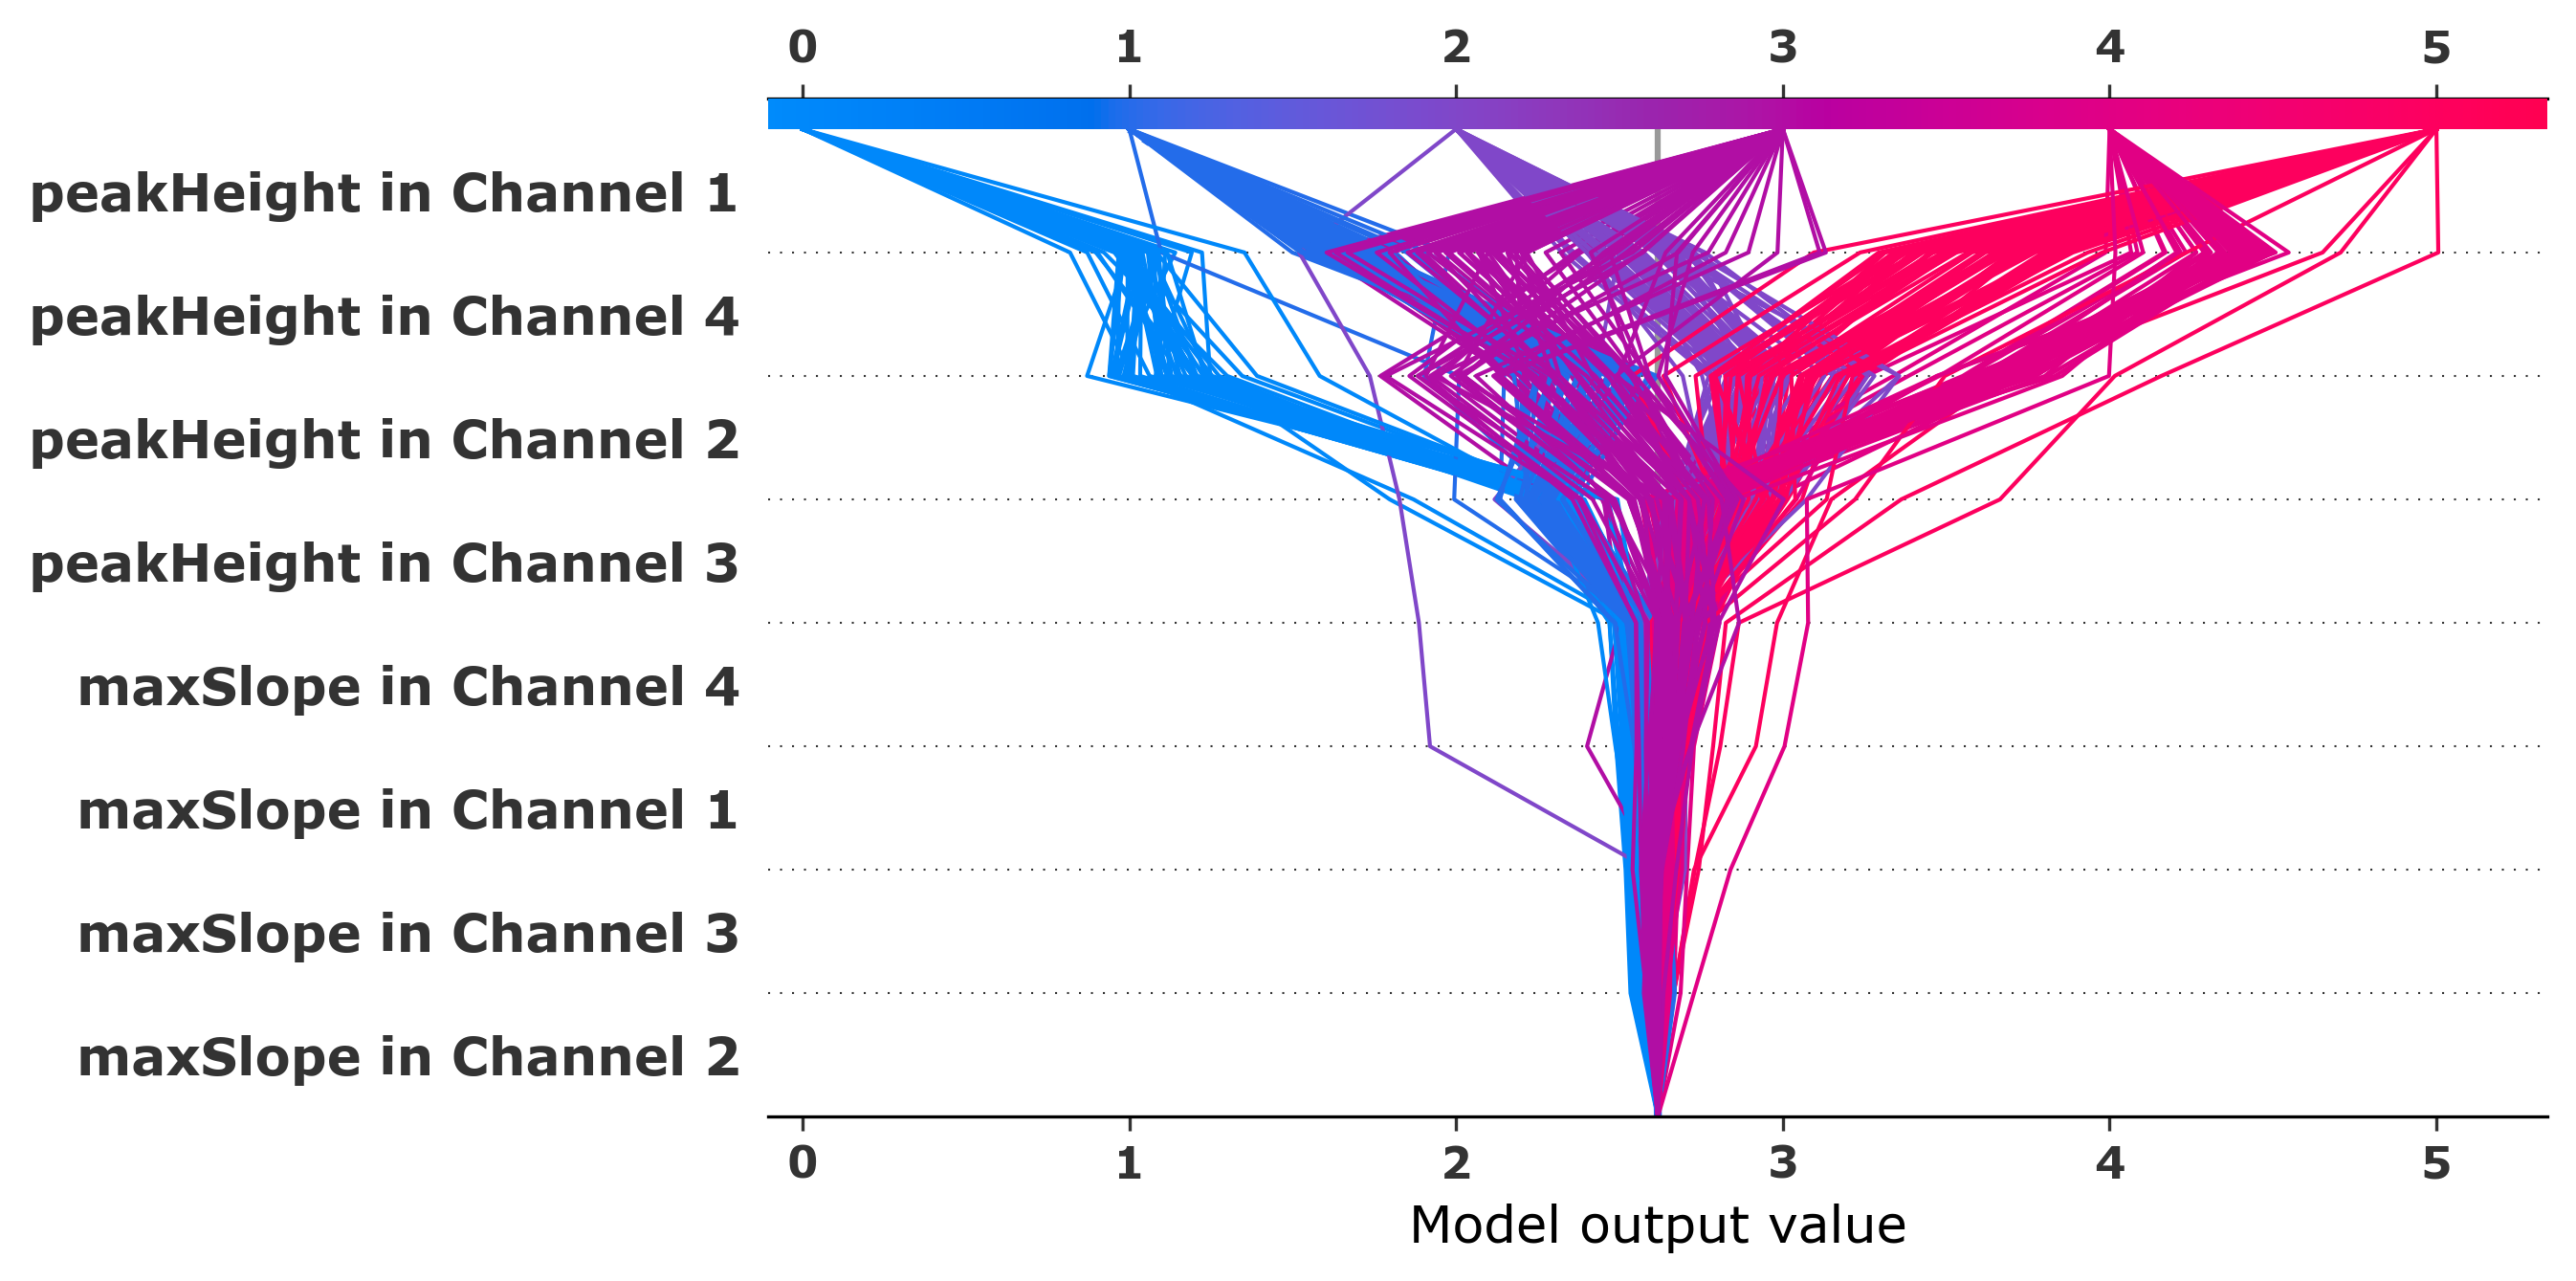 0 1 2 3 4 5
peakHeight in Channel 1
peakHeight in Channel 4
peakHeight in Channel 2
peakHeight in Channel 3
maxSlope in Channel 4
maxSlope in Channel 1
maxSlope in Channel 3
maxSlope in Channel 2
0 1 2 3 4 5
Model output value